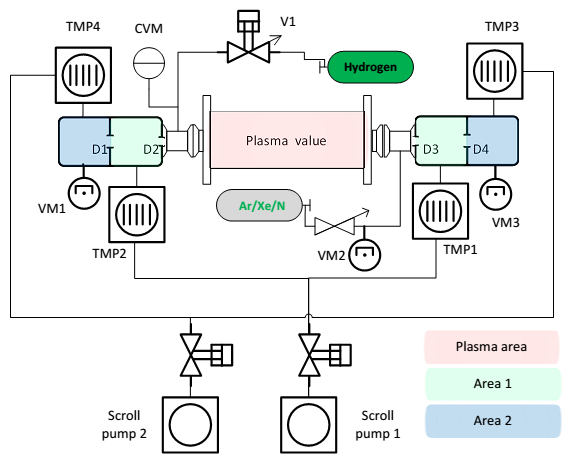 TMP4
CVM
V1
TMP3
Hydrogen
D1
D2
Plasma value
D3
D4
VM1
Ar/Xe/N
VM3
TMP2
VM2
TMP1
Plasma area
Area 1
Area 2
Scroll
pump 2
Scroll
pump 1